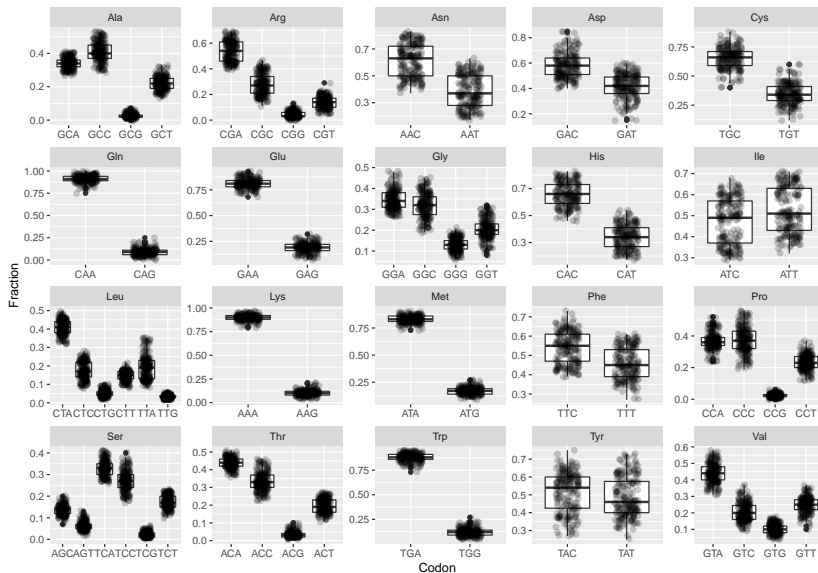 Ala Arg Asn Asp Cys
0.4 0.2 0.0 GCA GCC GCG GCT
0.6 0.4 0.2 0.0 CGA CGC CGG CGT
0.7 0.5 0.3 AAC AAT
0.8 0.6 0.4 0.2 GAC GAT
0.75 0.50 0.25 TGC TGT
Gln Glu Gly His Ile
1.00 0.75 0.50 0.25 0.00 CAA CAG
0.75 0.50 0.25 GAA GAG
0.5 0.4 0.3 0.2 0.1 GGA GGC GGG GGT
0.7 0.5 0.3 CAC CAT
0.7 0.6 0.5 0.4 0.3 ATC ATT
Fraction
Leu Lys Met Phe Pro
0.5 0.4 0.3 0.2 0.1 0.0 CTA CTC CTG CTT TTA TTG
1.00 0.75 0.50 0.25 AAA AAG
0.75 0.50 0.25 ATA ATG
0.7 0.6 0.5 0.4 0.3 TTC TTT
0.4 0.2 0.0 CCA CCC CCG CCT
Ser Thr Trp Tyr Val
0.4 0.3 0.2 0.1 0.0 AGC AGT TCA TCC TCG TCT
0.5 0.4 0.3 0.2 0.1 0.0 ACA ACC ACG ACT
0.75 0.50 0.25 TGA TGG
0.7 0.6 0.5 0.4 0.3 TAC TAT
0.5 0.3 0.1 GTA GTC GTG GTT
Codon